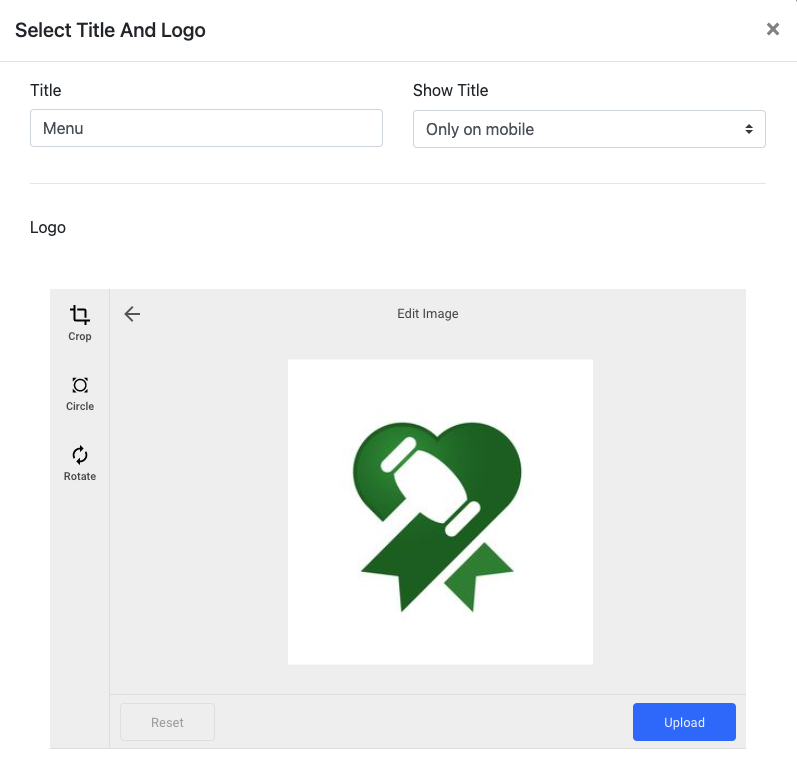 Select Title And Logo
Title
Show Title
Menu
Only on mobile
Logo
Crop
Edit Image
Circle
Rotate
Reset
Upload